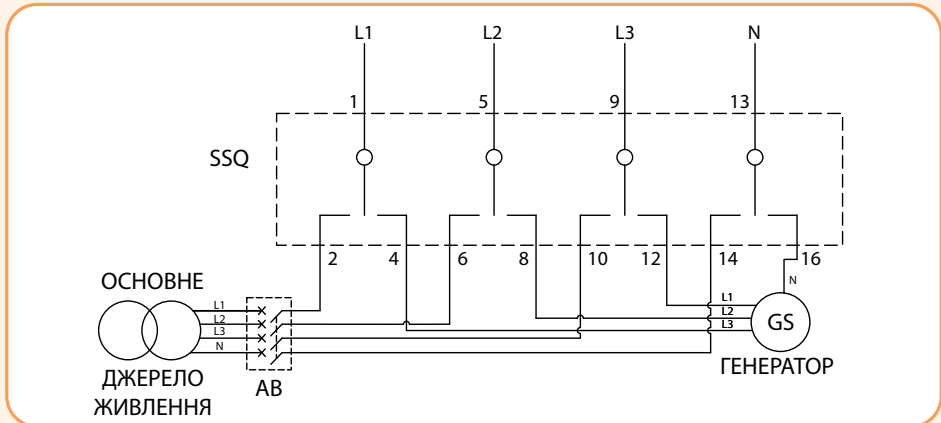 L1 L2 L3 N
1 5 9 13
SSQ
2 4 6 8 10 12 14 16
ОСНОВНЕ
L1
L2
L3
N
ДЖЕРЕЛО
ЖИВЛЕННЯ
АВ
N
L1
L2
L3
GS
ГЕНЕРАТОР